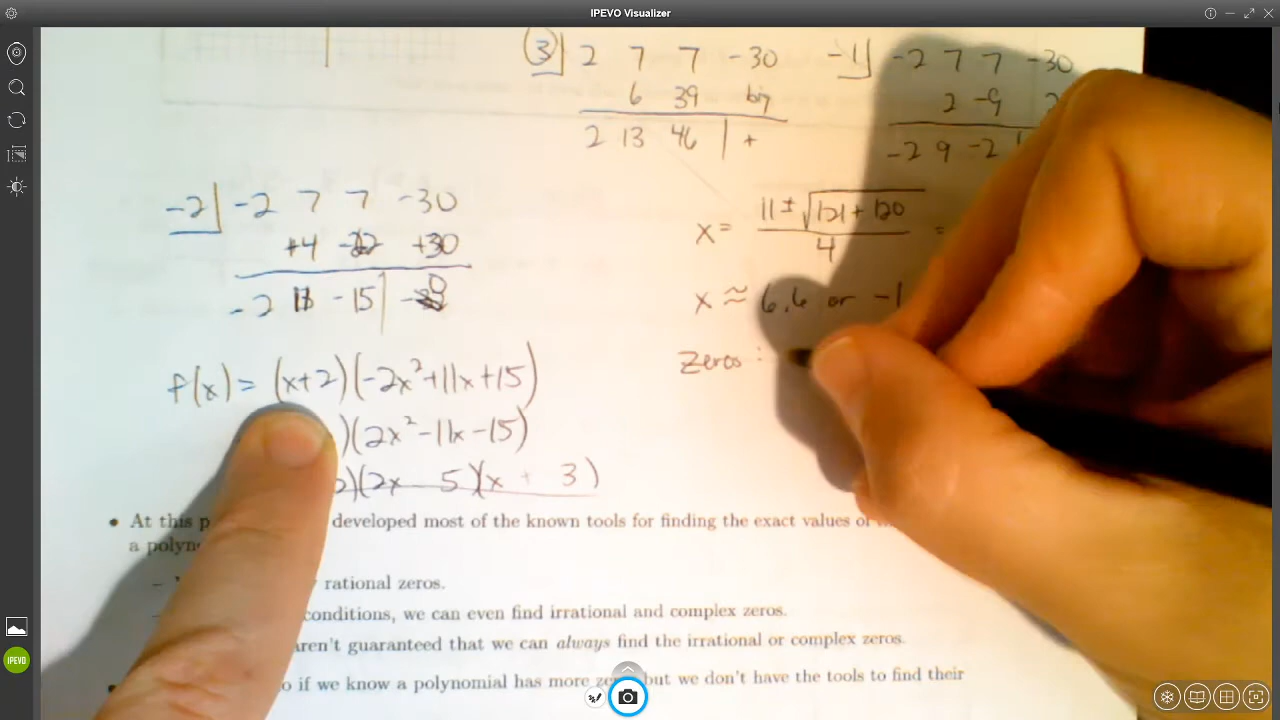 IPEVO Visualizer
3 2 7 7 -30
6 39 big
2 13 46 | +
-1 -2 7 7 -30
2 -9 2
-2 9 -2
-2 -2 7 7 -30
+4 -22 +30
-2 11 -15 0
x = 11 ± √121 + 120
4
=
x ≈ 6.6 or -1
Zeros :
f(x) = (x+2)(-2x²+11x+15)
)(2x²-11x-15)
2)(2x 5)(x + 3)
• At this p developed most of the known tools for finding the exact values of
a polyn
– rational zeros.
conditions, we can even find irrational and complex zeros.
aren't guaranteed that we can always find the irrational or complex zeros.
o if we know a polynomial has more but we don't have the tools to find their
IPEVO